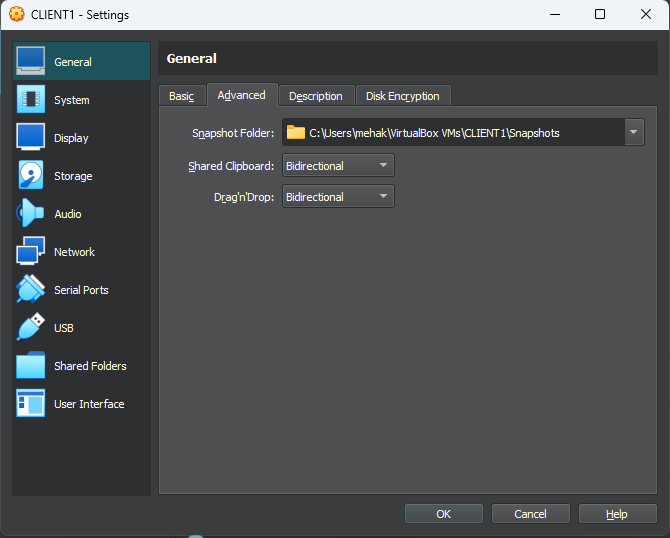 CLIENT1 - Settings
General
System
Display
Storage
Audio
Network
Serial Ports
USB
Shared Folders
User Interface
General
Basic Advanced Description Disk Encryption
Snapshot Folder: C:\Users\mehak\VirtualBox VMs\CLIENT1\Snapshots
Shared Clipboard: Bidirectional
Drag'n'Drop: Bidirectional
OK Cancel Help